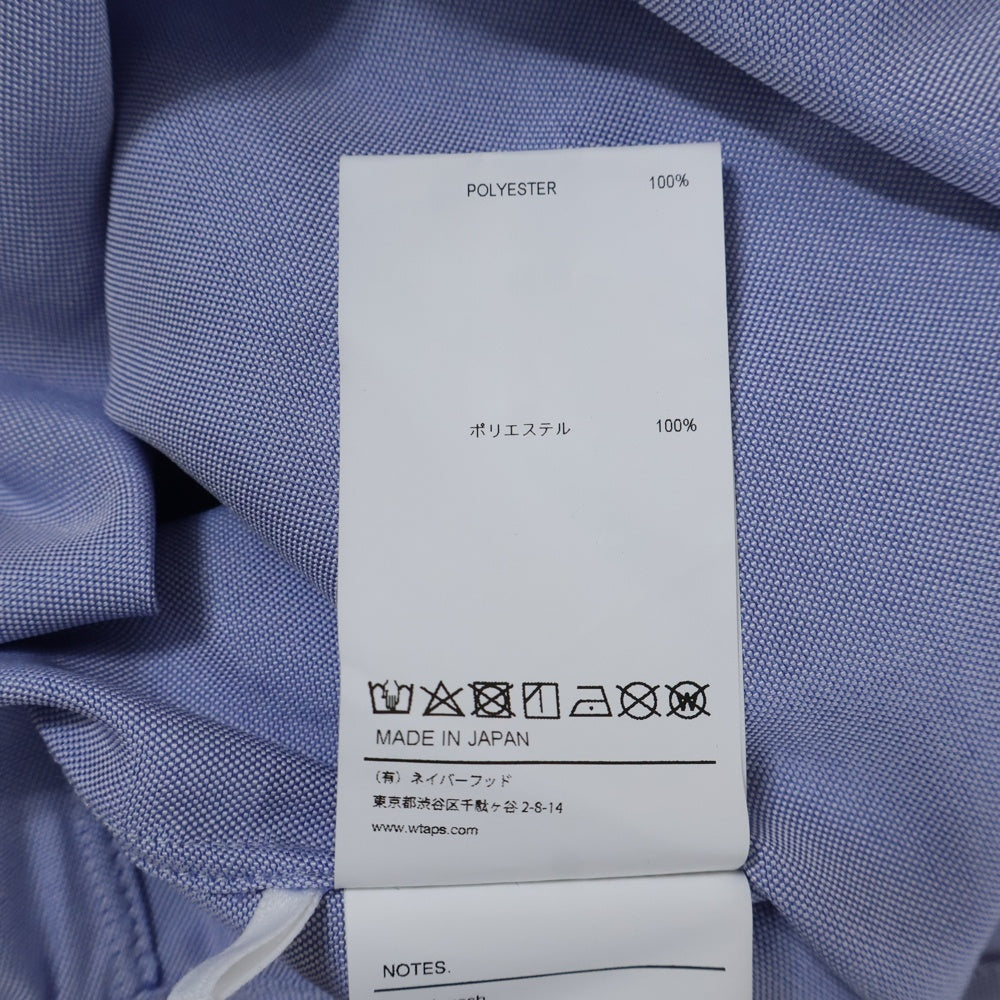 POLYESTER 100%
ポリエステル 100%
MADE IN JAPAN
（有）ネイバーフッド
東京都渋谷区千駄ヶ谷 2-8-14
www.wtaps.com
NOTES.